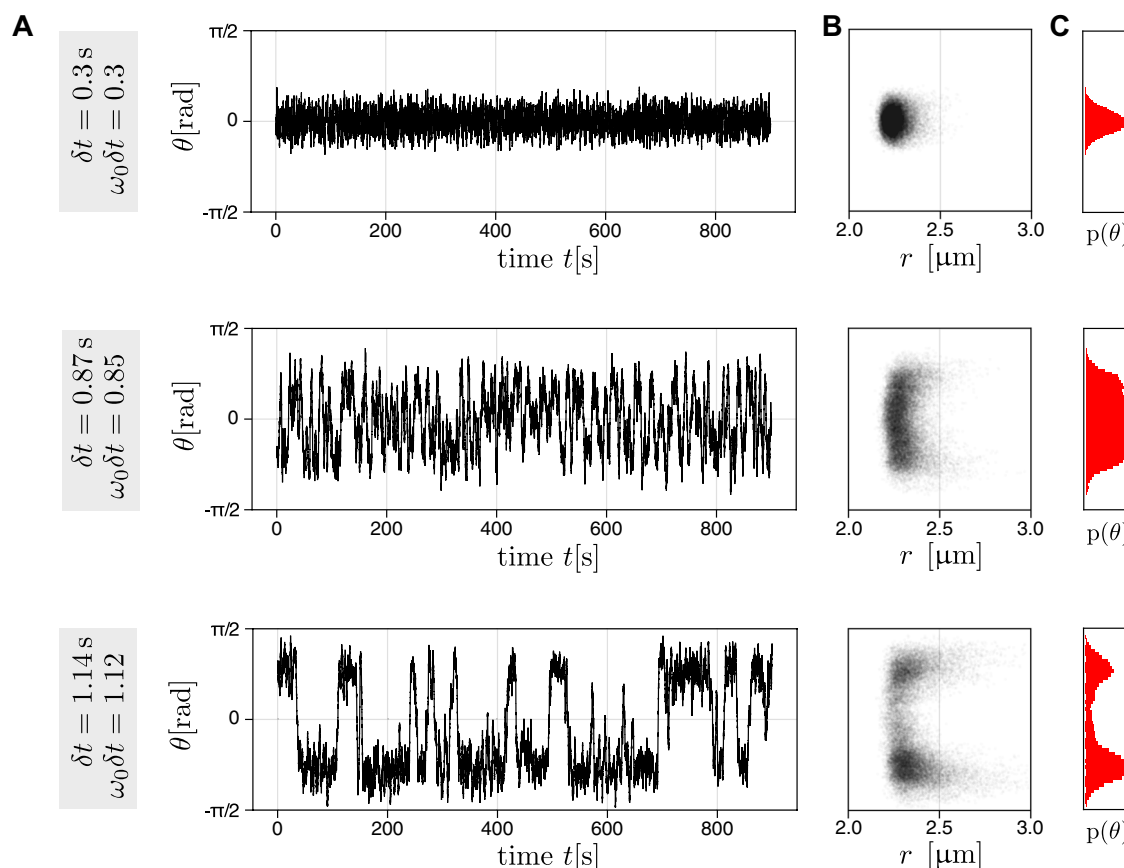 A
B
C
δt = 0.3 s
ω₀δt = 0.3
θ[rad]
π/2
0
-π/2
0 200 400 600 800
time t[s]
2.0 2.5 3.0
r [μm]
p(θ)
δt = 0.87 s
ω₀δt = 0.85
θ[rad]
π/2
0
-π/2
0 200 400 600 800
time t[s]
2.0 2.5 3.0
r [μm]
p(θ)
δt = 1.14 s
ω₀δt = 1.12
θ[rad]
π/2
0
-π/2
0 200 400 600 800
time t[s]
2.0 2.5 3.0
r [μm]
p(θ)